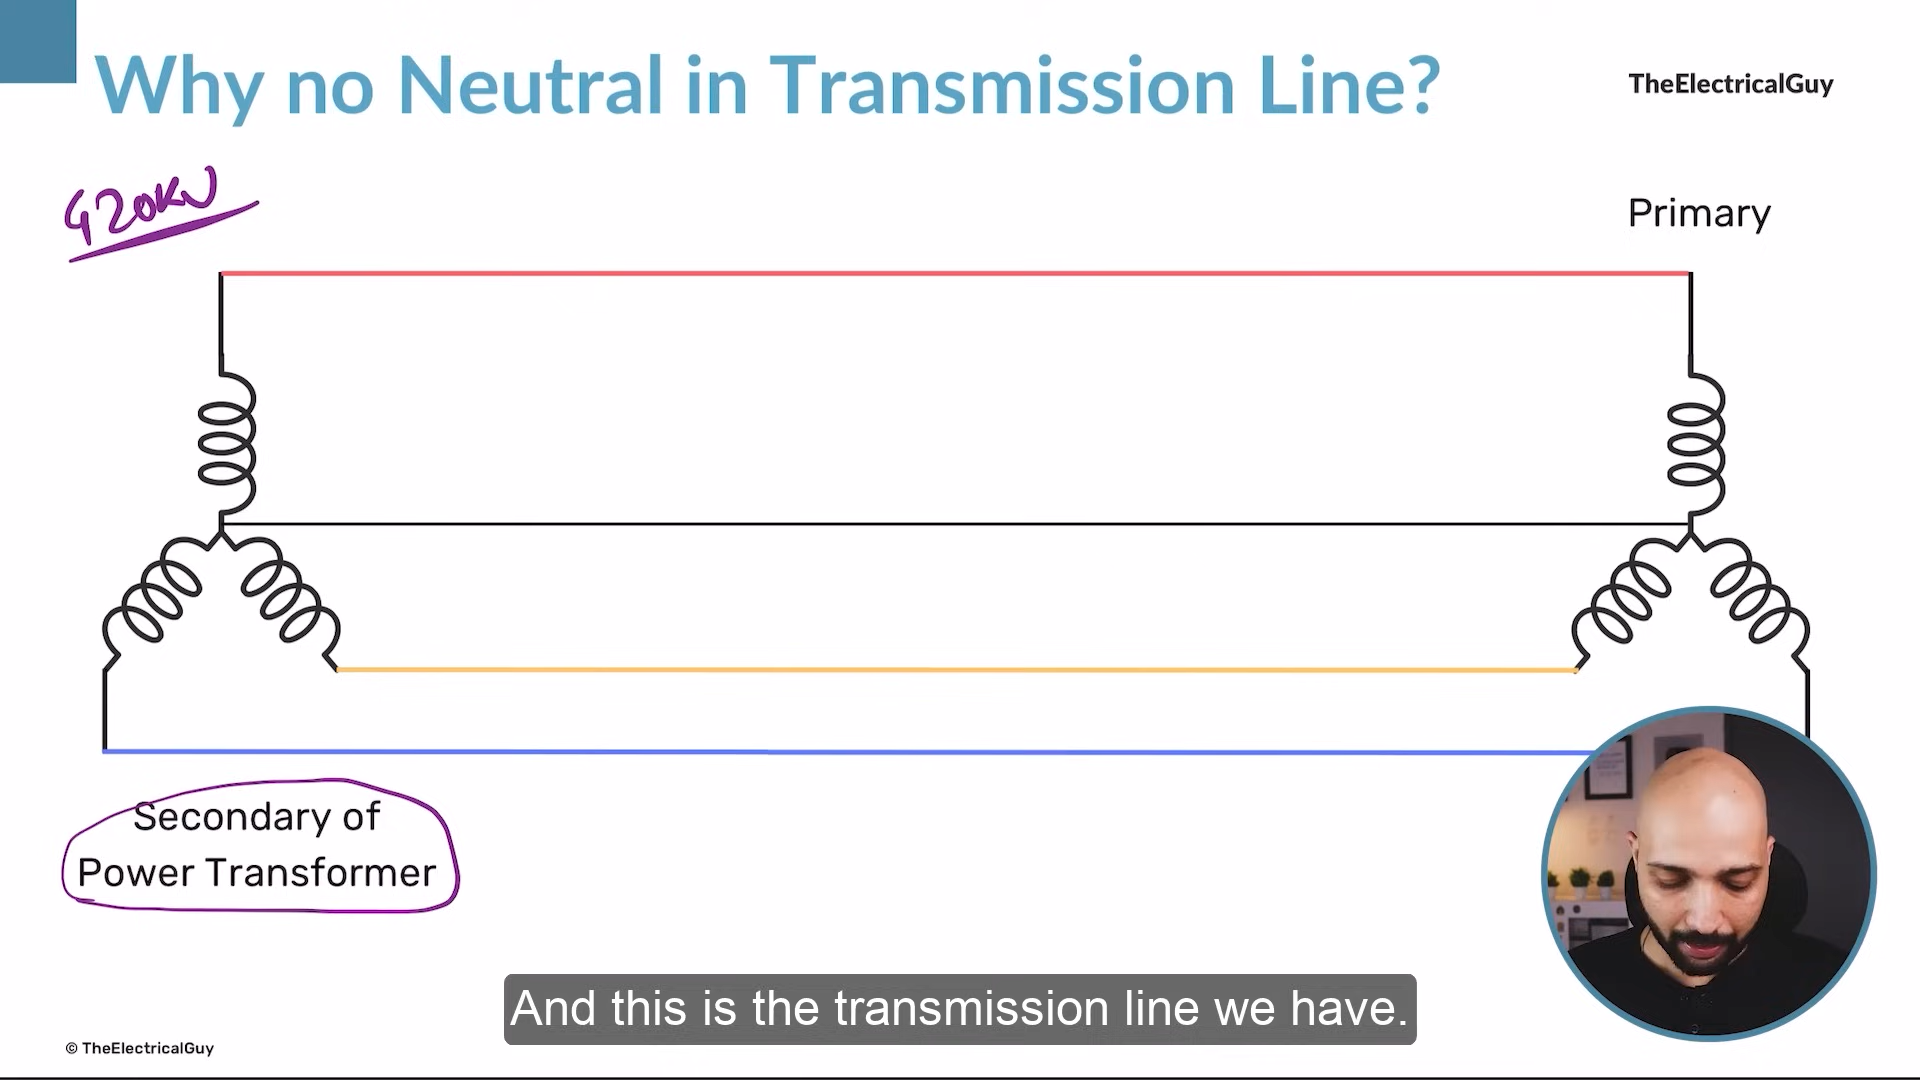 Why no Neutral in Transmission Line?
TheElectricalGuy
420KV
Primary
Secondary of
Power Transformer
And this is the transmission line we have.
© TheElectricalGuy